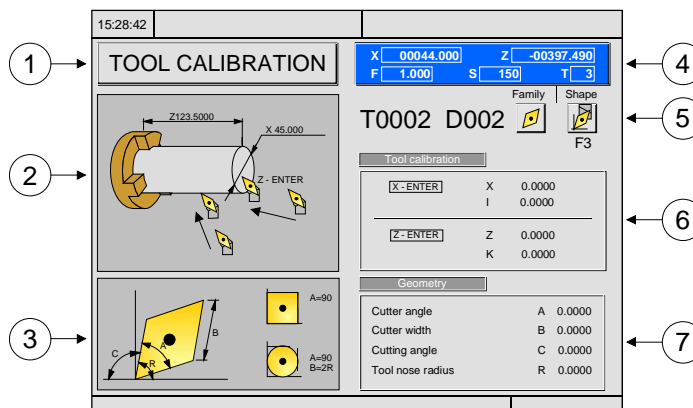 15:28:42
1
TOOL CALIBRATION
X 00044.000 Z -00397.490
F 1.000 S 150 T 3
4
Family Shape
T0002 D002
F3
5
2
Z123.5000
X 45.000
Z - ENTER
Tool calibration
X - ENTER X 0.0000
I 0.0000
Z - ENTER Z 0.0000
K 0.0000
6
3
A
B
C
R
A=90
A=90
B=2R
Geometry
Cutter angle A 0.0000
Cutter width B 0.0000
Cutting angle C 0.0000
Tool nose radius R 0.0000
7